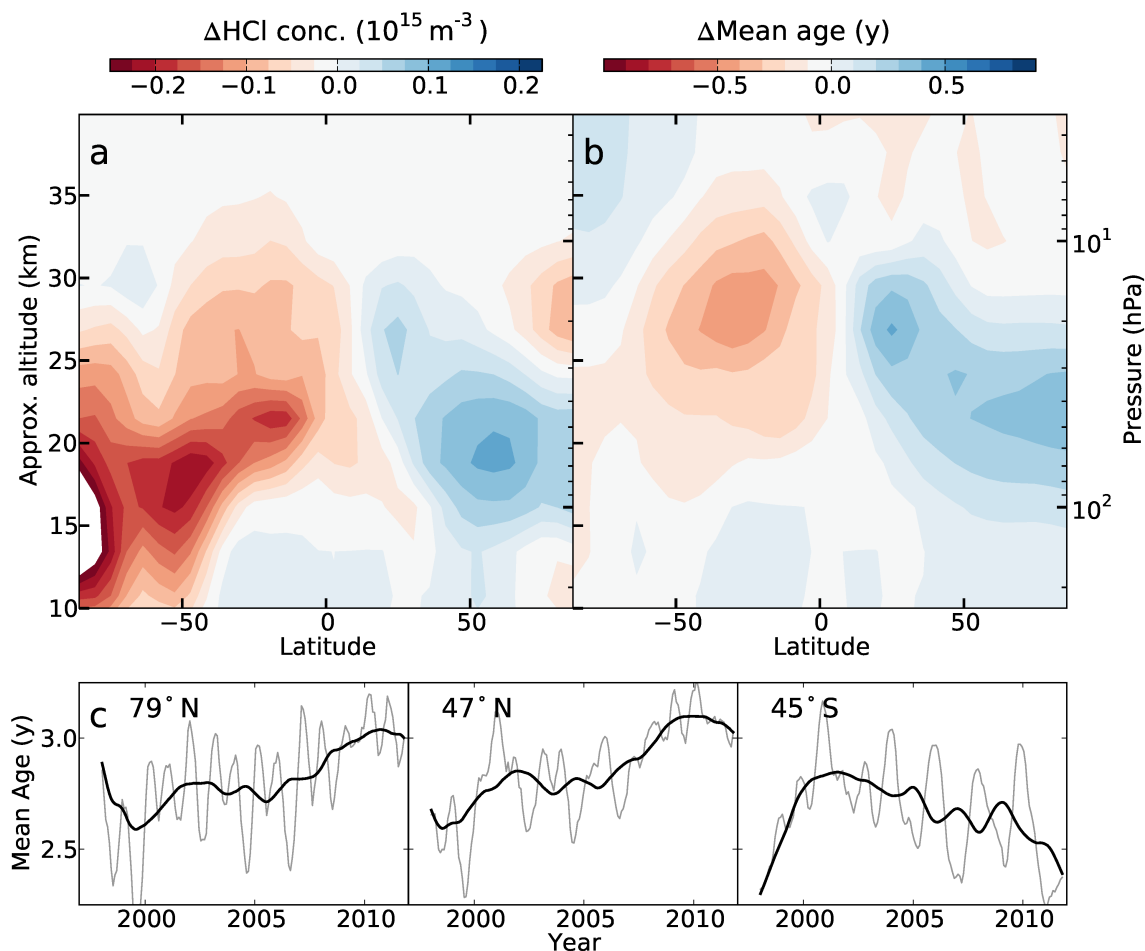 ΔHCl conc. (10^15 m^-3) ΔMean age (y)
−0.2 −0.1 0.0 0.1 0.2 −0.5 0.0 0.5
a b
35
30
25
20
15
10
Approx. altitude (km)
10^1
10^2
Pressure (hPa)
−50 0 50 −50 0 50
Latitude Latitude
c 79°N 47°N 45°S
3.0
2.5
Mean Age (y)
2000 2005 2010 2000 2005 2010 2000 2005 2010
Year